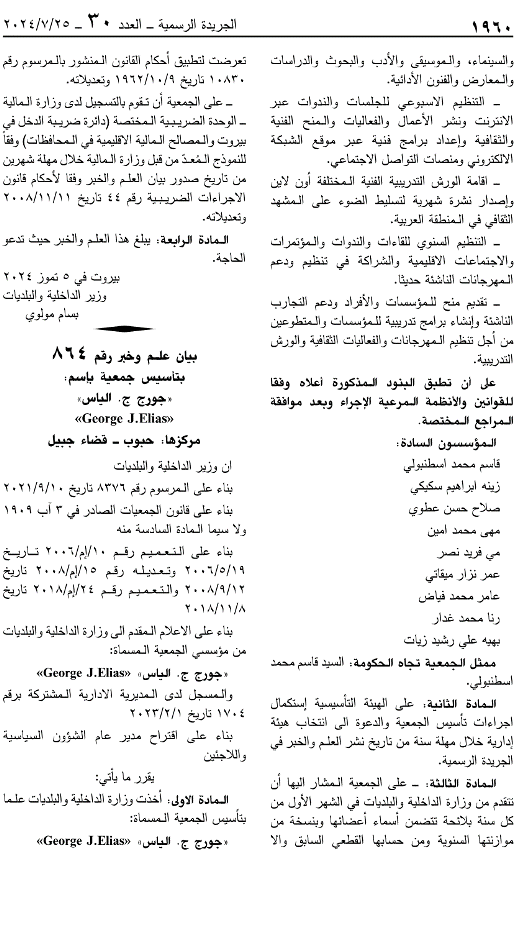 ١٩٦٠
الجريدة الرسمية ــ العدد ٣٠ ــ ٢٠٢٤/٧/٢٥
والسينماء، والموسيقى والأدب والبحوث والدراسات
والمعارض والفنون الأدائية.
ــ التنظيم الاسبوعي للجلسات والندوات عبر
الانترنت ونشر الأعمال والفعاليات والمنح الفنية
والثقافية وإعداد برامج فنية عبر موقع الشبكة
الالكتروني ومنصات التواصل الاجتماعي.
ــ اقامة الورش التدريبية الفنية المختلفة أون لاين
وإصدار نشرة شهرية لتسليط الضوء على المشهد
الثقافي في المنطقة العربية.
ــ التنظيم السنوي للقاءات والندوات والمؤتمرات
والاجتماعات الاقليمية والشراكة في تنظيم ودعم
المهرجانات الناشئة حديثا.
ــ تقديم منح للمؤسسات والأفراد ودعم التجارب
الناشئة وإنشاء برامج تدريبية للمؤسسات والمتطوعين
من أجل تنظيم المهرجانات والفعاليات الثقافية والورش
التدريبية.
على أن تطبق البنود المذكورة أعلاه وفقا
للقوانين والأنظمة المرعية الإجراء وبعد موافقة
المراجع المختصة.
المؤسسون السادة:
قاسم محمد اسطنبولي
زينه ابراهيم سكيكي
صلاح حسن عطوي
مهى محمد امين
مي فريد نصر
عمر نزار ميقاتي
عامر محمد فياض
رنا محمد غدار
بهيه علي رشيد زيات
ممثل الجمعية تجاه الحكومة: السيد قاسم محمد
اسطنبولي.
المادة الثانية: على الهيئة التأسيسية إستكمال
اجراءات تأسيس الجمعية والدعوة الى انتخاب هيئة
إدارية خلال مهلة سنة من تاريخ نشر العلم والخبر في
الجريدة الرسمية.
المادة الثالثة: ــ على الجمعية المشار اليها أن
تتقدم من وزارة الداخلية والبلديات في الشهر الأول من
كل سنة بلائحة تتضمن أسماء أعضائها وبنسخة من
موازنتها السنوية ومن حسابها القطعي السابق والا
تعرضت لتطبيق أحكام القانون المنشور بالمرسوم رقم
١٠٨٣٠ تاريخ ١٩٦٢/١٠/٩ وتعديلاته.
ــ على الجمعية أن تقوم بالتسجيل لدى وزارة المالية
ــ الوحدة الضريبية المختصة (دائرة ضريبة الدخل في
بيروت والمصالح المالية الاقليمية في المحافظات) وفقاً
للنموذج المُعدّ من قبل وزارة المالية خلال مهلة شهرين
من تاريخ صدور بيان العلم والخبر وفقا لأحكام قانون
الاجراءات الضريبية رقم ٤٤ تاريخ ٢٠٠٨/١١/١١
وتعديلاته.
المادة الرابعة: يبلغ هذا العلم والخبر حيث تدعو
الحاجة.
بيروت في ٥ تموز ٢٠٢٤
وزير الداخلية والبلديات
بسام مولوي
بيان علم وخبر رقم ٨٦٤
بتأسيس جمعية باسم:
«جورج ج. الياس»
«George J.Elias»
مركزها: حبوب ــ قضاء جبيل
ان وزير الداخلية والبلديات
بناء على المرسوم رقم ٨٣٧٦ تاريخ ٢٠٢١/٩/١٠
بناء على قانون الجمعيات الصادر في ٣ آب ١٩٠٩
ولا سيما المادة السادسة منه
بناء على التعميم رقم ١٠/إم/٢٠٠٦ تاريخ
٢٠٠٦/٥/١٩ وتعديله رقم ١٥/إم/٢٠٠٨ تاريخ
٢٠٠٨/٩/١٢ والتعميم رقم ٢٤/إم/٢٠١٨ تاريخ
٢٠١٨/١١/٨
بناء على الاعلام المقدم الى وزارة الداخلية والبلديات
من مؤسسي الجمعية المسماة:
«جورج ج. الياس» «George J.Elias»
والمسجل لدى المديرية الادارية المشتركة برقم
١٧٠٤ تاريخ ٢٠٢٣/٢/١
بناء على اقتراح مدير عام الشؤون السياسية
واللاجئين
يقرر ما يأتي:
المادة الاولى: أخذت وزارة الداخلية والبلديات علما
بتأسيس الجمعية المسماة:
«جورج ج. الياس» «George J.Elias»